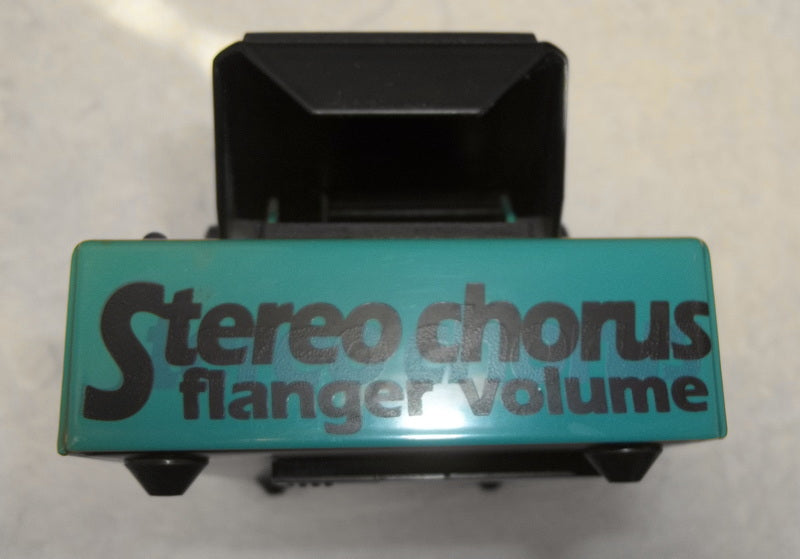 Stereo chorus
flanger volume